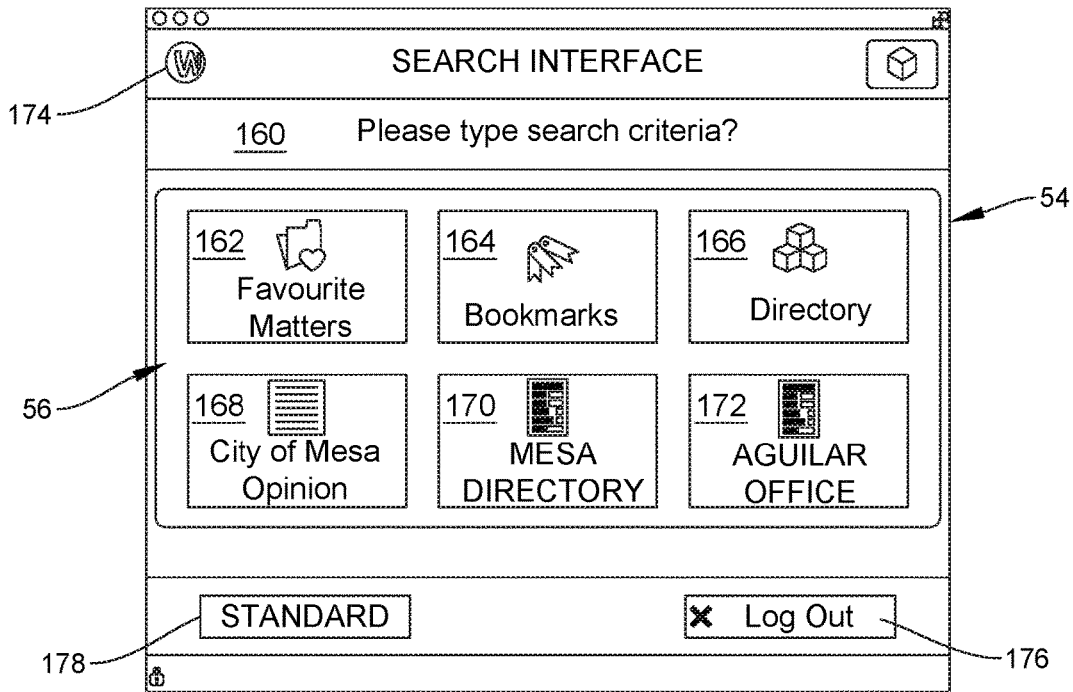 W
SEARCH INTERFACE
174
160 Please type search criteria?
54
162
Favourite
Matters
164
Bookmarks
166
Directory
56
168
City of Mesa
Opinion
170
MESA
DIRECTORY
172
AGUILAR
OFFICE
STANDARD
Log Out
178
176